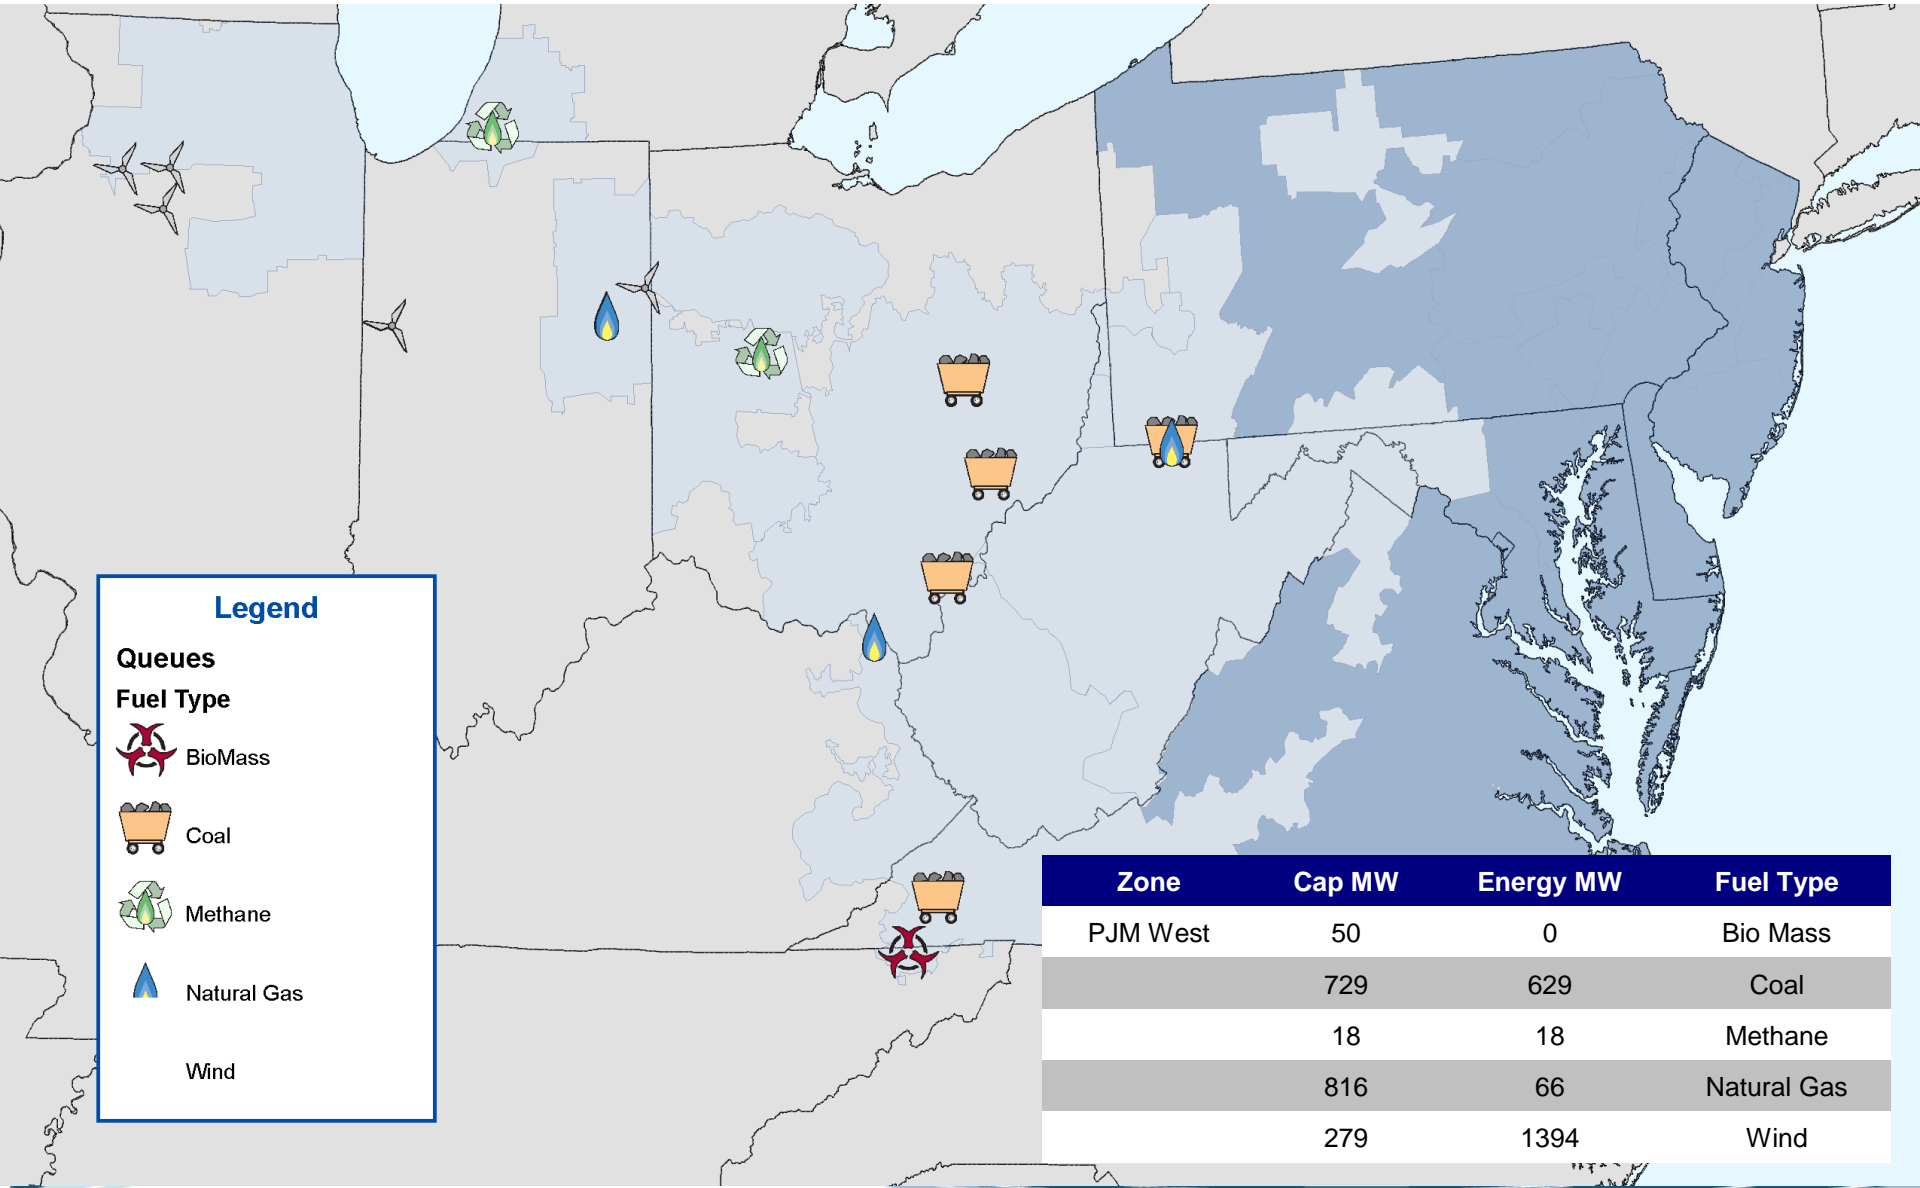 Legend
Queues
Fuel Type
BioMass
Coal
Methane
Natural Gas
Wind
Zone Cap MW Energy MW Fuel Type
PJM West 50 0 Bio Mass
729 629 Coal
18 18 Methane
816 66 Natural Gas
279 1394 Wind